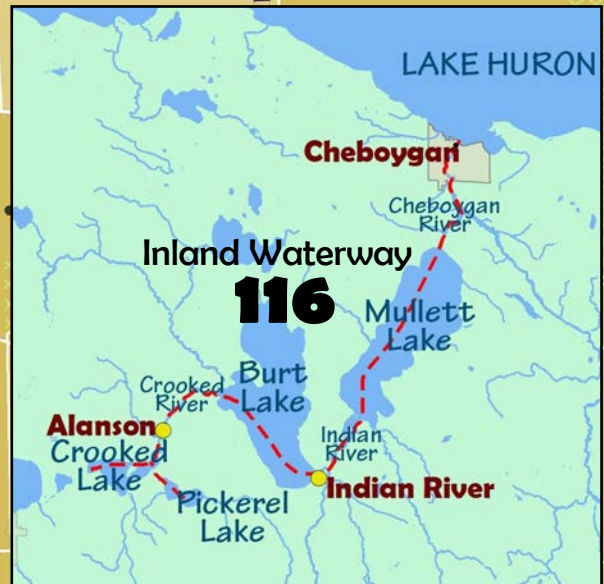 LAKE HURON
Cheboygan
Cheboygan
River
Inland Waterway
116
Mullett
Lake
Burt
Lake
Crooked
River
Alanson
Crooked
Lake
Indian
River
Indian River
Pickerel
Lake